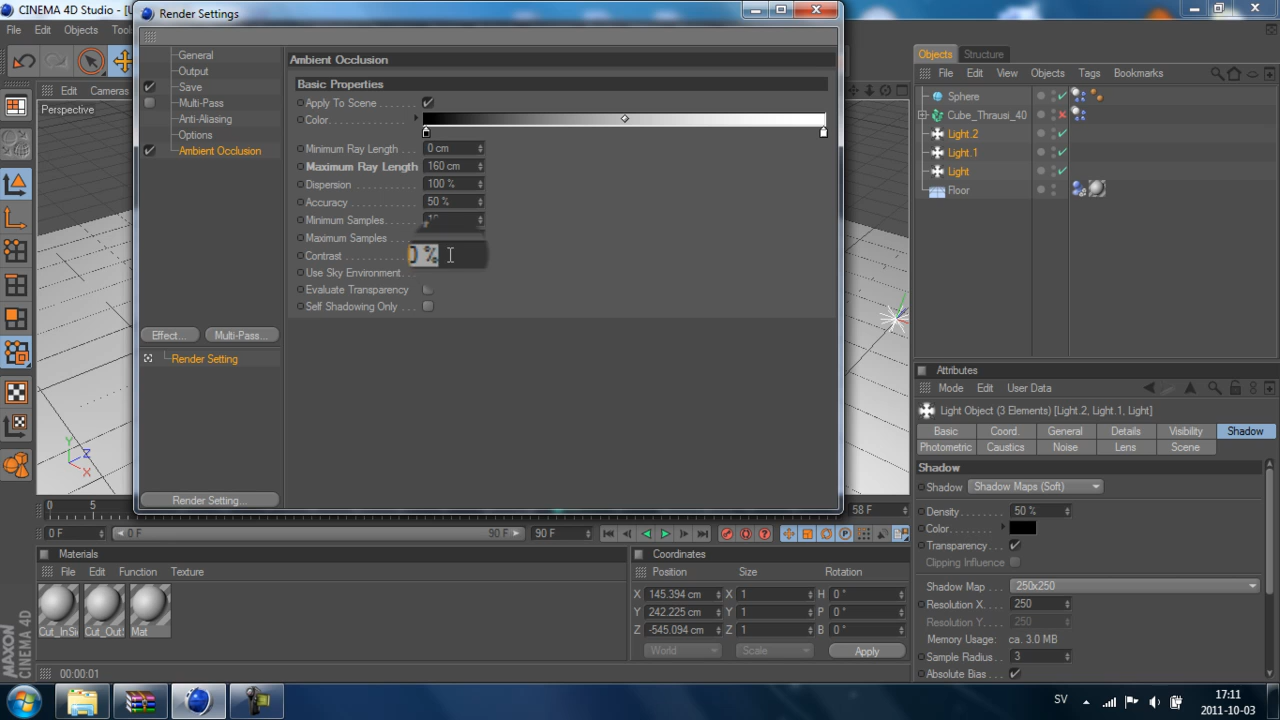 CINEMA 4D Studio - [U
Render Settings
File
Edit
Objects
Tools
Edit
Cameras
Perspective
General
Output
Save
Multi-Pass
Anti-Aliasing
Options
Ambient Occlusion
Effect...
Multi-Pass...
Render Setting
Render Setting...
Ambient Occlusion
Basic Properties
Apply To Scene
Color
Minimum Ray Length
0 cm
Maximum Ray Length
160 cm
Dispersion
100 %
Accuracy
50 %
Minimum Samples
Maximum Samples
Contrast
%
Use Sky Environment
Evaluate Transparency
Self Shadowing Only
Y
Z
X
Objects
Structure
File
Edit
View
Objects
Tags
Bookmarks
Sphere
Cube_Thrausi_40
Light.2
Light.1
Light
Floor
Attributes
Mode
Edit
User Data
Light Object (3 Elements) [Light.2, Light.1, Light]
Basic
Coord.
General
Details
Visibility
Shadow
Photometric
Caustics
Noise
Lens
Scene
Shadow
Shadow
Shadow Maps (Soft)
Density
50 %
Color
Transparency
Clipping Influence
Shadow Map
250x250
Resolution X
250
Resolution Y
250
Memory Usage:
ca. 3.0 MB
Sample Radius
3
Absolute Bias
0
5
58 F
0 F
0 F
90 F
90 F
Materials
File
Edit
Function
Texture
Cut_InSi
Cut_Out
Mat
Coordinates
Position
Size
Rotation
X
145.394 cm
X
1
H
0 °
Y
242.225 cm
Y
1
P
0 °
Z
-545.094 cm
Z
1
B
0 °
World
Scale
Apply
MAXON
CINEMA 4D
00:00:01
SV
17:11
2011-10-03